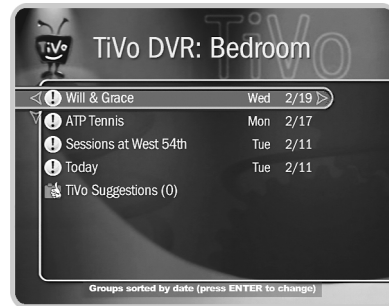 TiVo
TiVo
TiVo DVR: Bedroom
Will & Grace Wed 2/19
ATP Tennis Mon 2/17
Sessions at West 54th Tue 2/11
Today Tue 2/11
TiVo Suggestions (0)
Groups sorted by date (press ENTER to change)